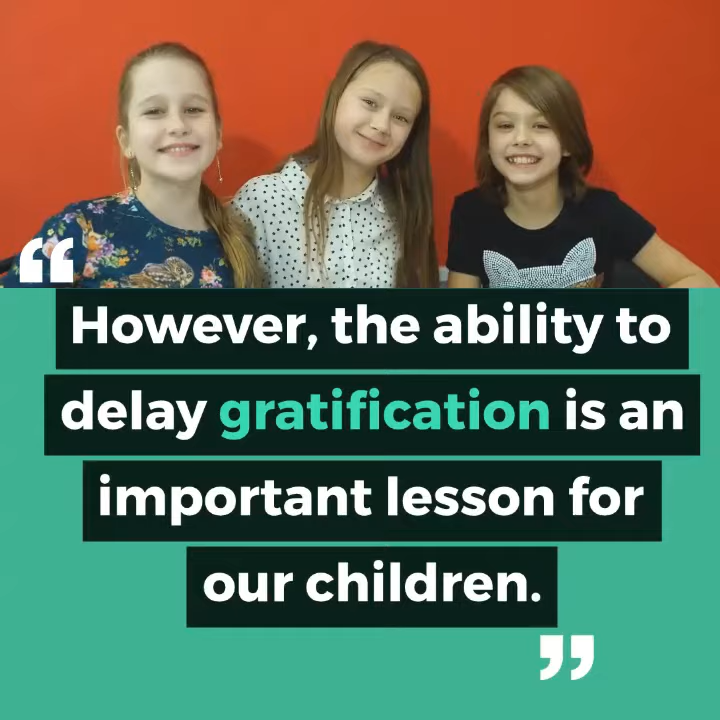 “
However, the ability to
delay gratification is an
important lesson for
our children.
”